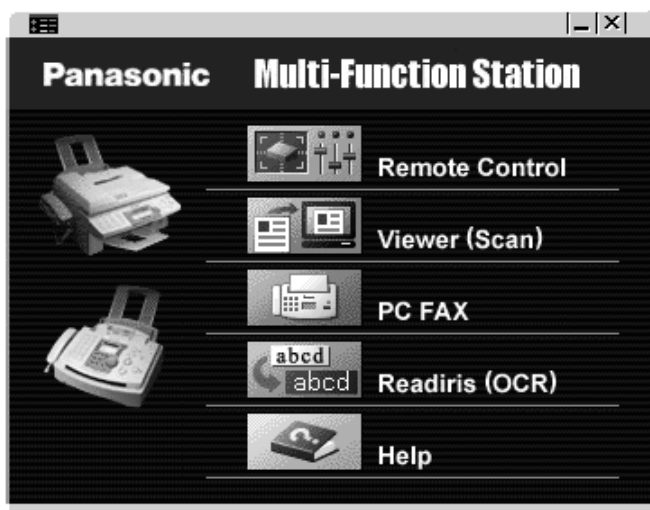 Panasonic Multi-Function Station
Remote Control
Viewer (Scan)
PC FAX
abcd
abcd
Readiris (OCR)
?
Help